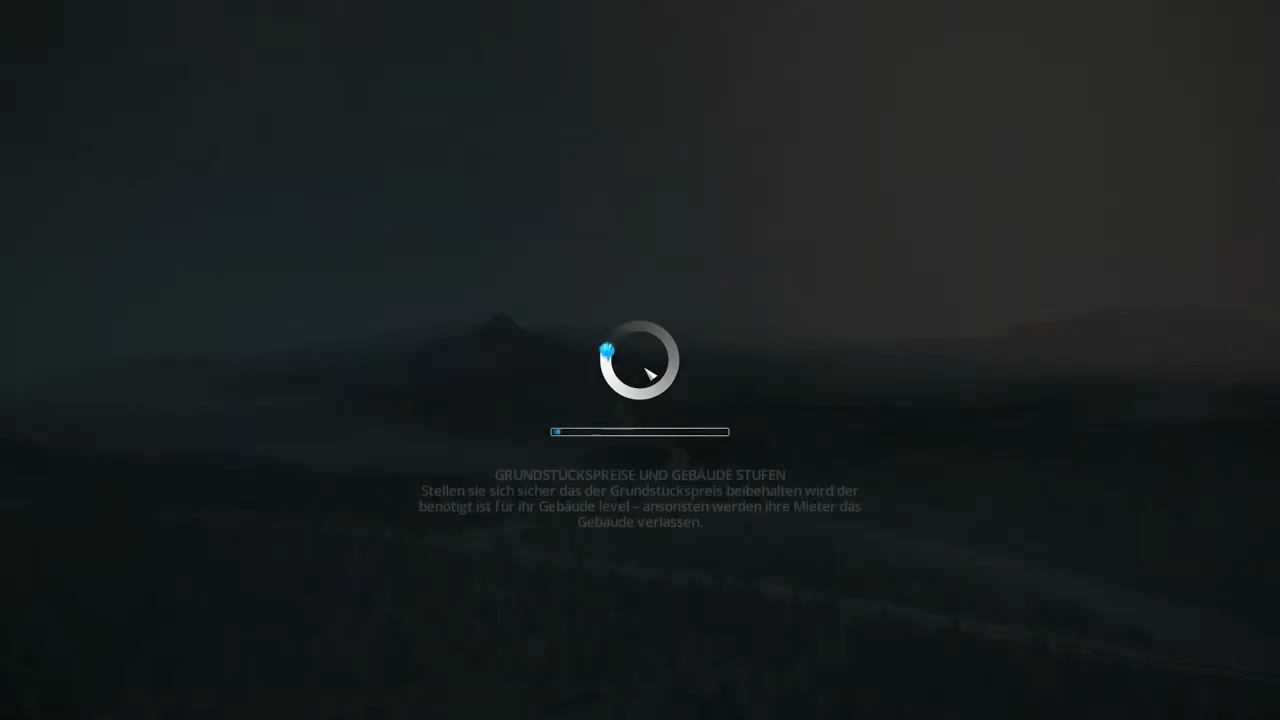 GRUNDSTÜCKSPREISE UND GEBÄUDE STUFEN
Stellen sie sich sicher das der Grundstückspreis beibehalten wird der
benötigt ist für ihr Gebäude level – ansonsten werden ihre Mieter das
Gebäude verlassen.